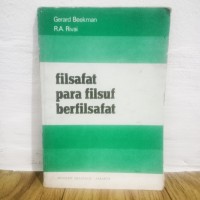 Gerard Beekman
R.A. Rivai
filsafat
para filsuf
berfilsafat